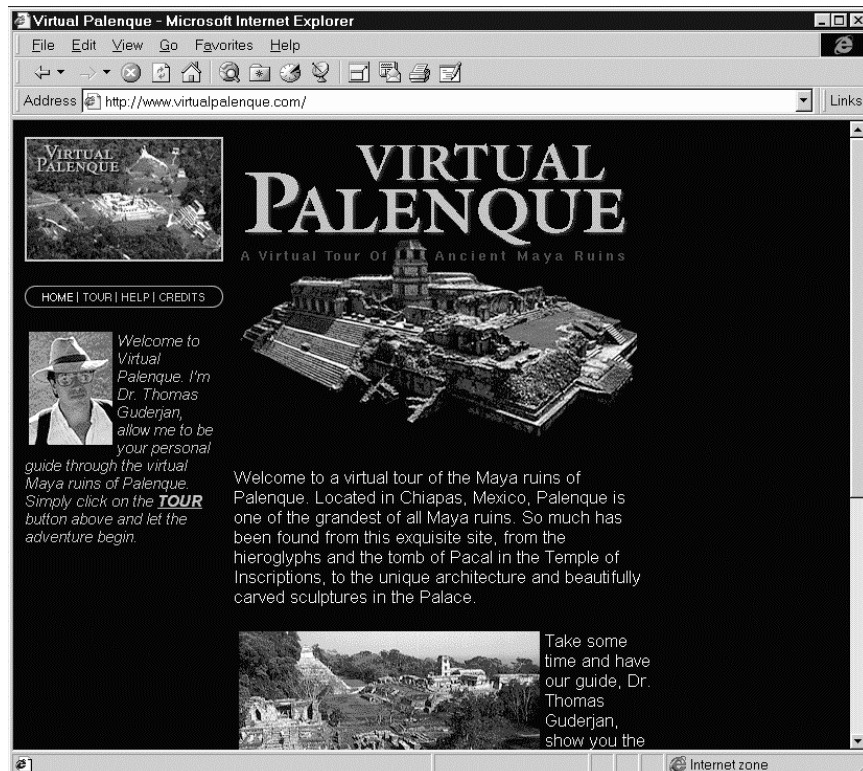 Virtual Palenque - Microsoft Internet Explorer
File Edit View Go Favorites Help
Address http://www.virtualpalenque.com/ Links
VIRTUAL
PALENQUE
VIRTUAL
PALENQUE
A Virtual Tour Of Ancient Maya Ruins
HOME | TOUR | HELP | CREDITS
Welcome to
Virtual
Palenque. I'm
Dr. Thomas
Guderjan,
allow me to be
your personal
guide through the virtual
Maya ruins of Palenque.
Simply click on the TOUR
button above and let the
adventure begin.
Welcome to a virtual tour of the Maya ruins of
Palenque. Located in Chiapas, Mexico, Palenque is
one of the grandest of all Maya ruins. So much has
been found from this exquisite site, from the
hieroglyphs and the tomb of Pacal in the Temple of
Inscriptions, to the unique architecture and beautifully
carved sculptures in the Palace.
Take some
time and have
our guide, Dr.
Thomas
Guderjan,
show you the
Internet zone